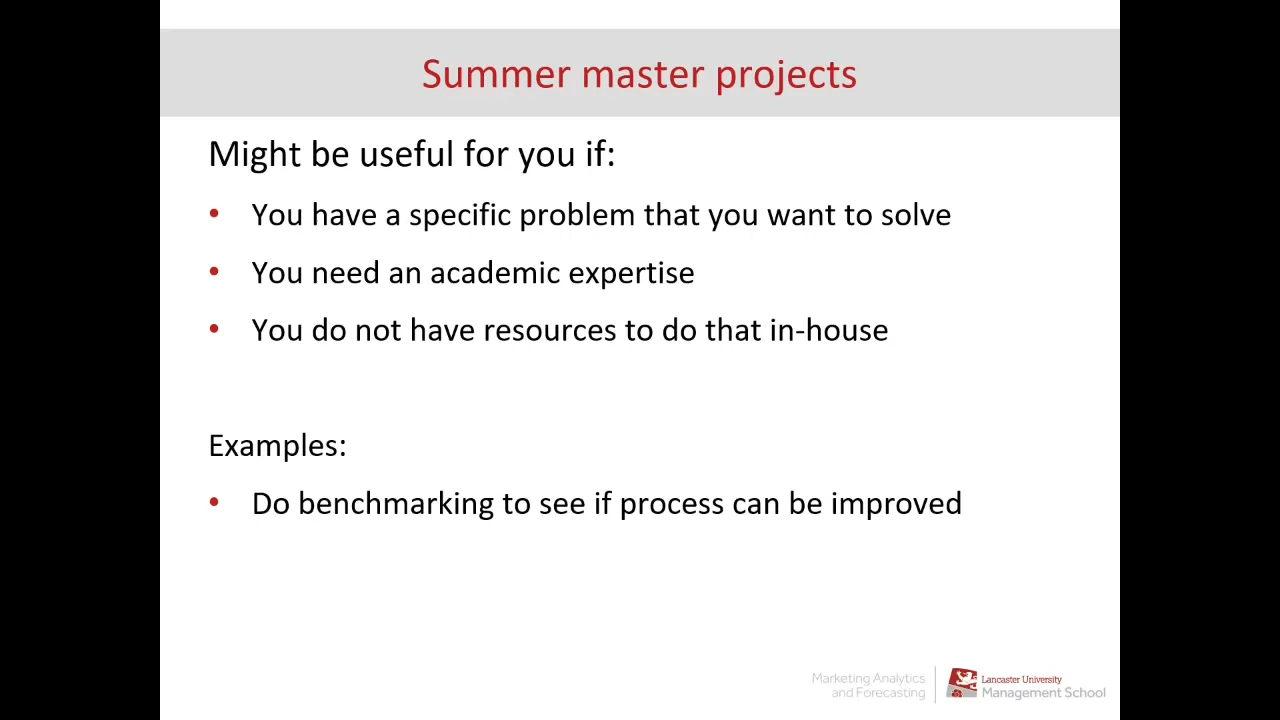 Summer master projects
Might be useful for you if:
• You have a specific problem that you want to solve
• You need an academic expertise
• You do not have resources to do that in-house
Examples:
• Do benchmarking to see if process can be improved
Marketing Analytics
and Forecasting
Lancaster University
Management School